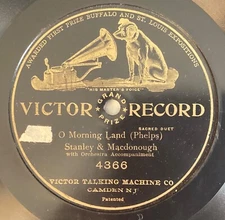 AWARDED FIRST PRIZE BUFFALO AND ST. LOUIS EXPOSITIONS
"HIS MASTER'S VOICE"
GRAND
PRIZE
VICTOR RECORD
SACRED DUET
O Morning Land (Phelps)
Stanley & Macdonough
with Orchestra Accompaniment
4366
VICTOR TALKING MACHINE CO
CAMDEN N.J.
Patented